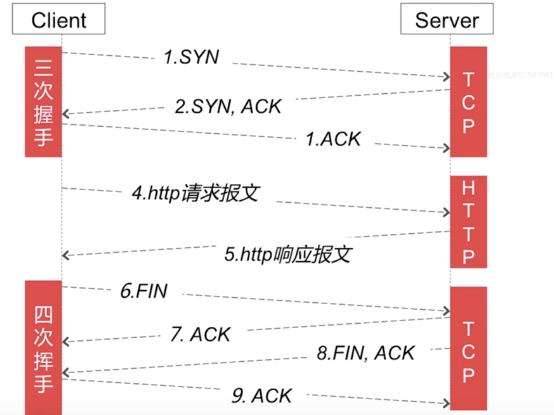 Client
Server
三次握手
TCP
1.SYN
2.SYN, ACK
1.ACK
HTTP
4.http请求报文
5.http响应报文
四次挥手
TCP
6.FIN
7. ACK
8.FIN, ACK
9. ACK